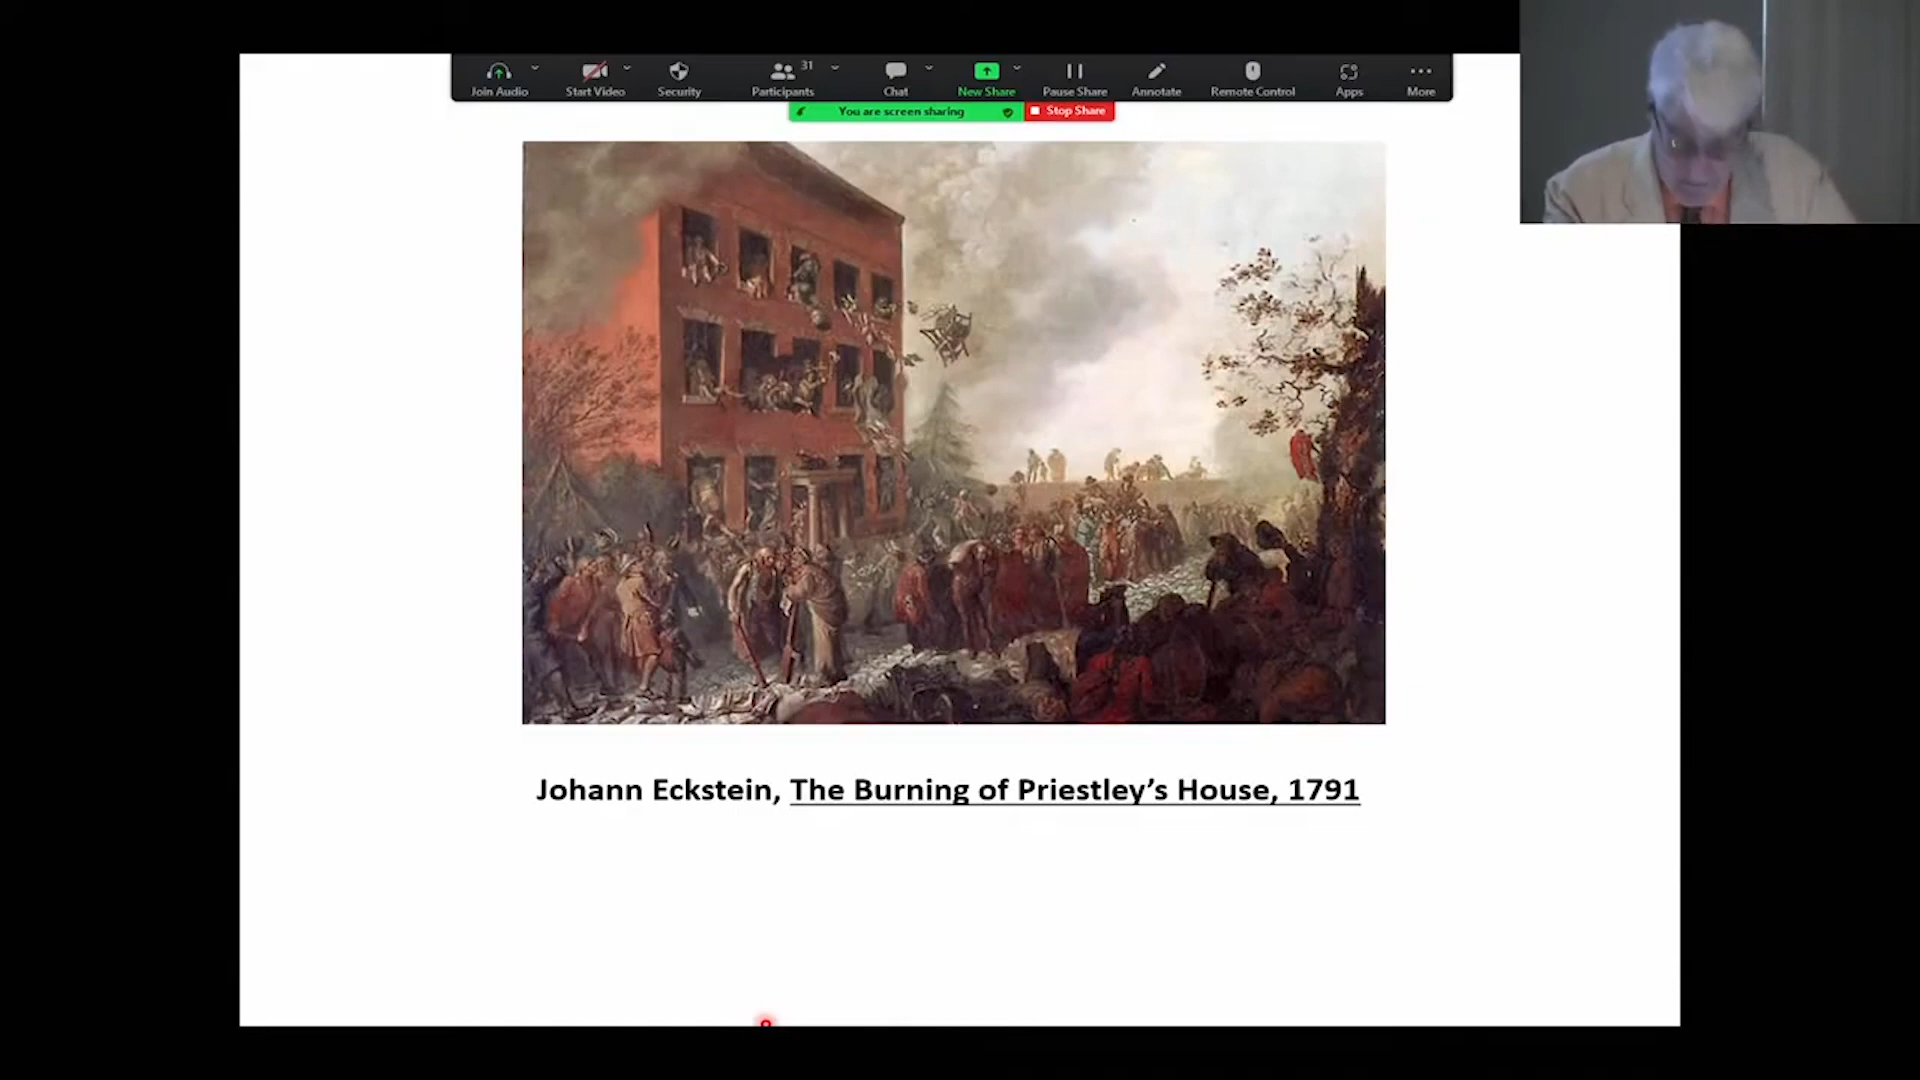 31
Join Audio
Start Video
Security
Participants
Chat
New Share
Pause Share
Annotate
Remote Control
Apps
More
You are screen sharing
Stop Share
Johann Eckstein, The Burning of Priestley’s House, 1791